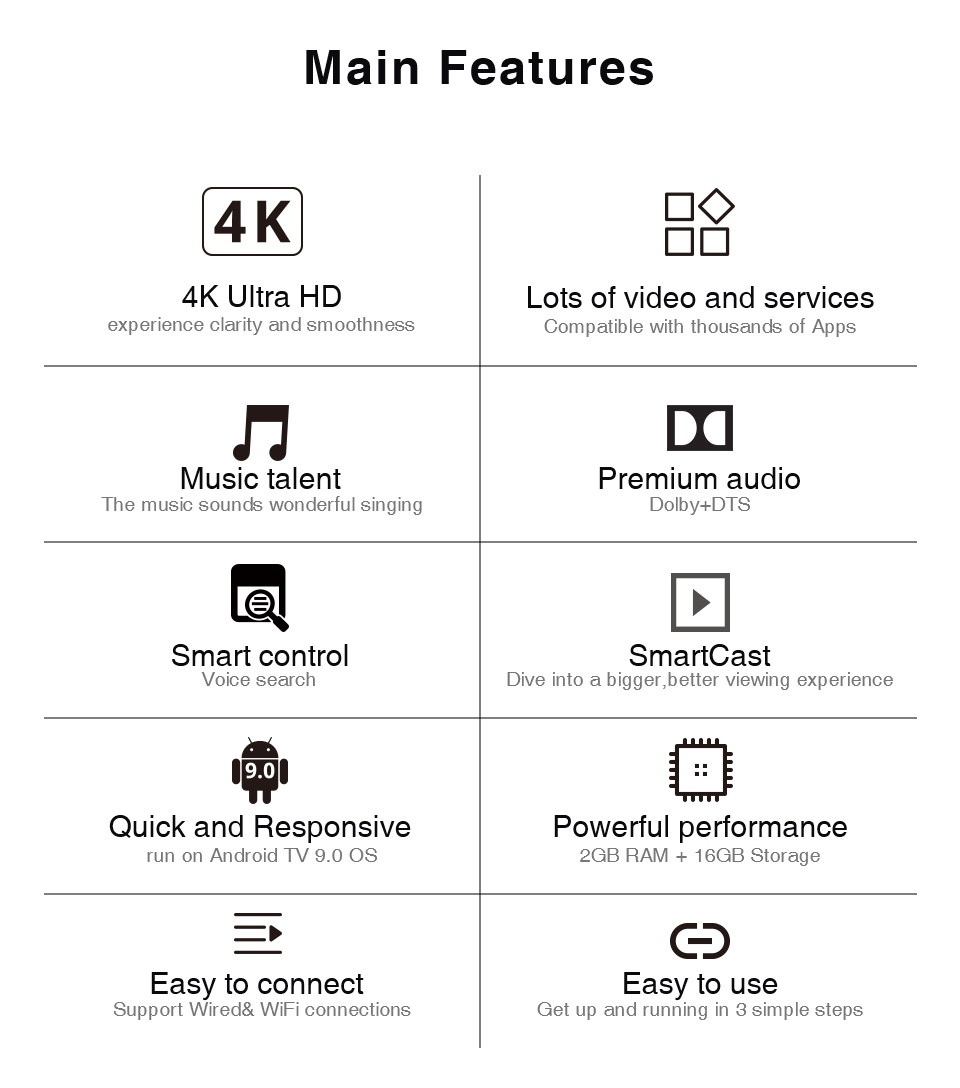 Main Features
4K
4K Ultra HD
experience clarity and smoothness
Lots of video and services
Compatible with thousands of Apps
Music talent
The music sounds wonderful singing
Premium audio
Dolby+DTS
Smart control
Voice search
SmartCast
Dive into a bigger,better viewing experience
9.0
Quick and Responsive
run on Android TV 9.0 OS
Powerful performance
2GB RAM + 16GB Storage
Easy to connect
Support Wired& WiFi connections
Easy to use
Get up and running in 3 simple steps